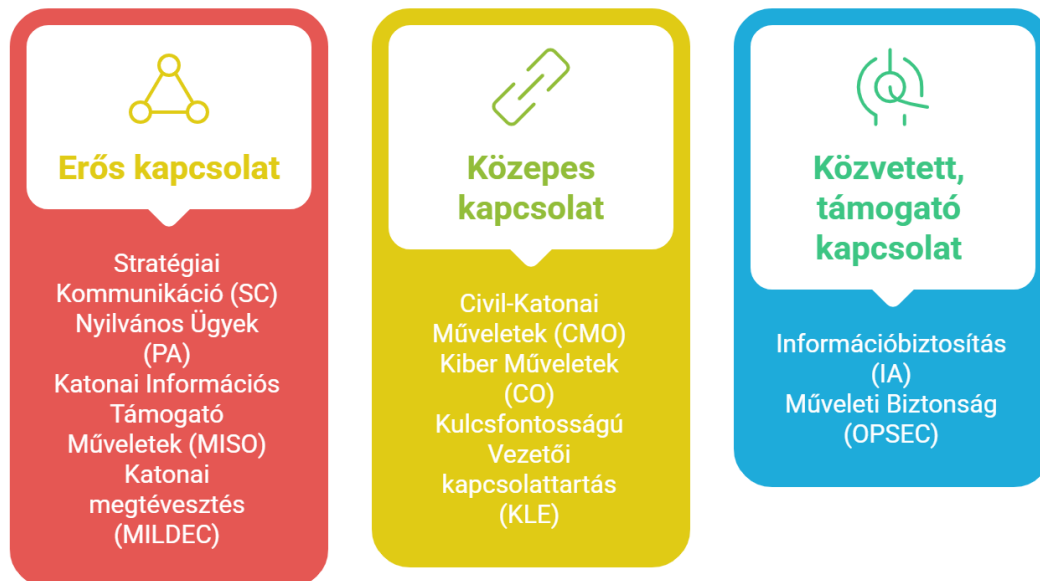 Erős kapcsolat
Stratégiai
Kommunikáció (SC)
Nyilvános Ügyek
(PA)
Katonai Információs
Támogató
Műveletek (MISO)
Katonai
megtévesztés
(MILDEC)
Közepes
kapcsolat
Civil-Katonai
Műveletek (CMO)
Kiber Műveletek
(CO)
Kulcsfontosságú
Vezetői
kapcsolattartás
(KLE)
Közvetett,
támogató
kapcsolat
Információbiztosítás
(IA)
Műveleti Biztonság
(OPSEC)